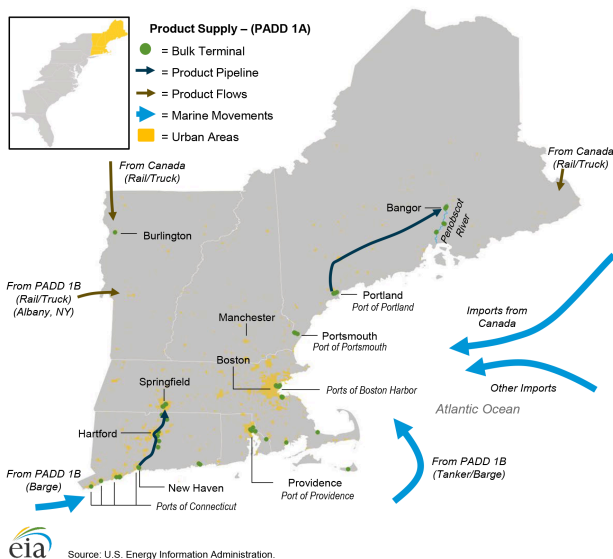 Product Supply – (PADD 1A)
= Bulk Terminal
= Product Pipeline
= Product Flows
= Marine Movements
= Urban Areas
From Canada
(Rail/Truck)
From Canada
(Rail/Truck)
Bangor
Penobscot
River
Burlington
From PADD 1B
(Rail/Truck)
(Albany, NY)
Portland
Port of Portland
Imports from
Canada
Manchester
Portsmouth
Port of Portsmouth
Boston
Springfield
Ports of Boston Harbor
Other Imports
Atlantic Ocean
Hartford
From PADD 1B
(Barge)
New Haven
Ports of Connecticut
Providence
Port of Providence
From PADD 1B
(Tanker/Barge)
eia
Source: U.S. Energy Information Administration.